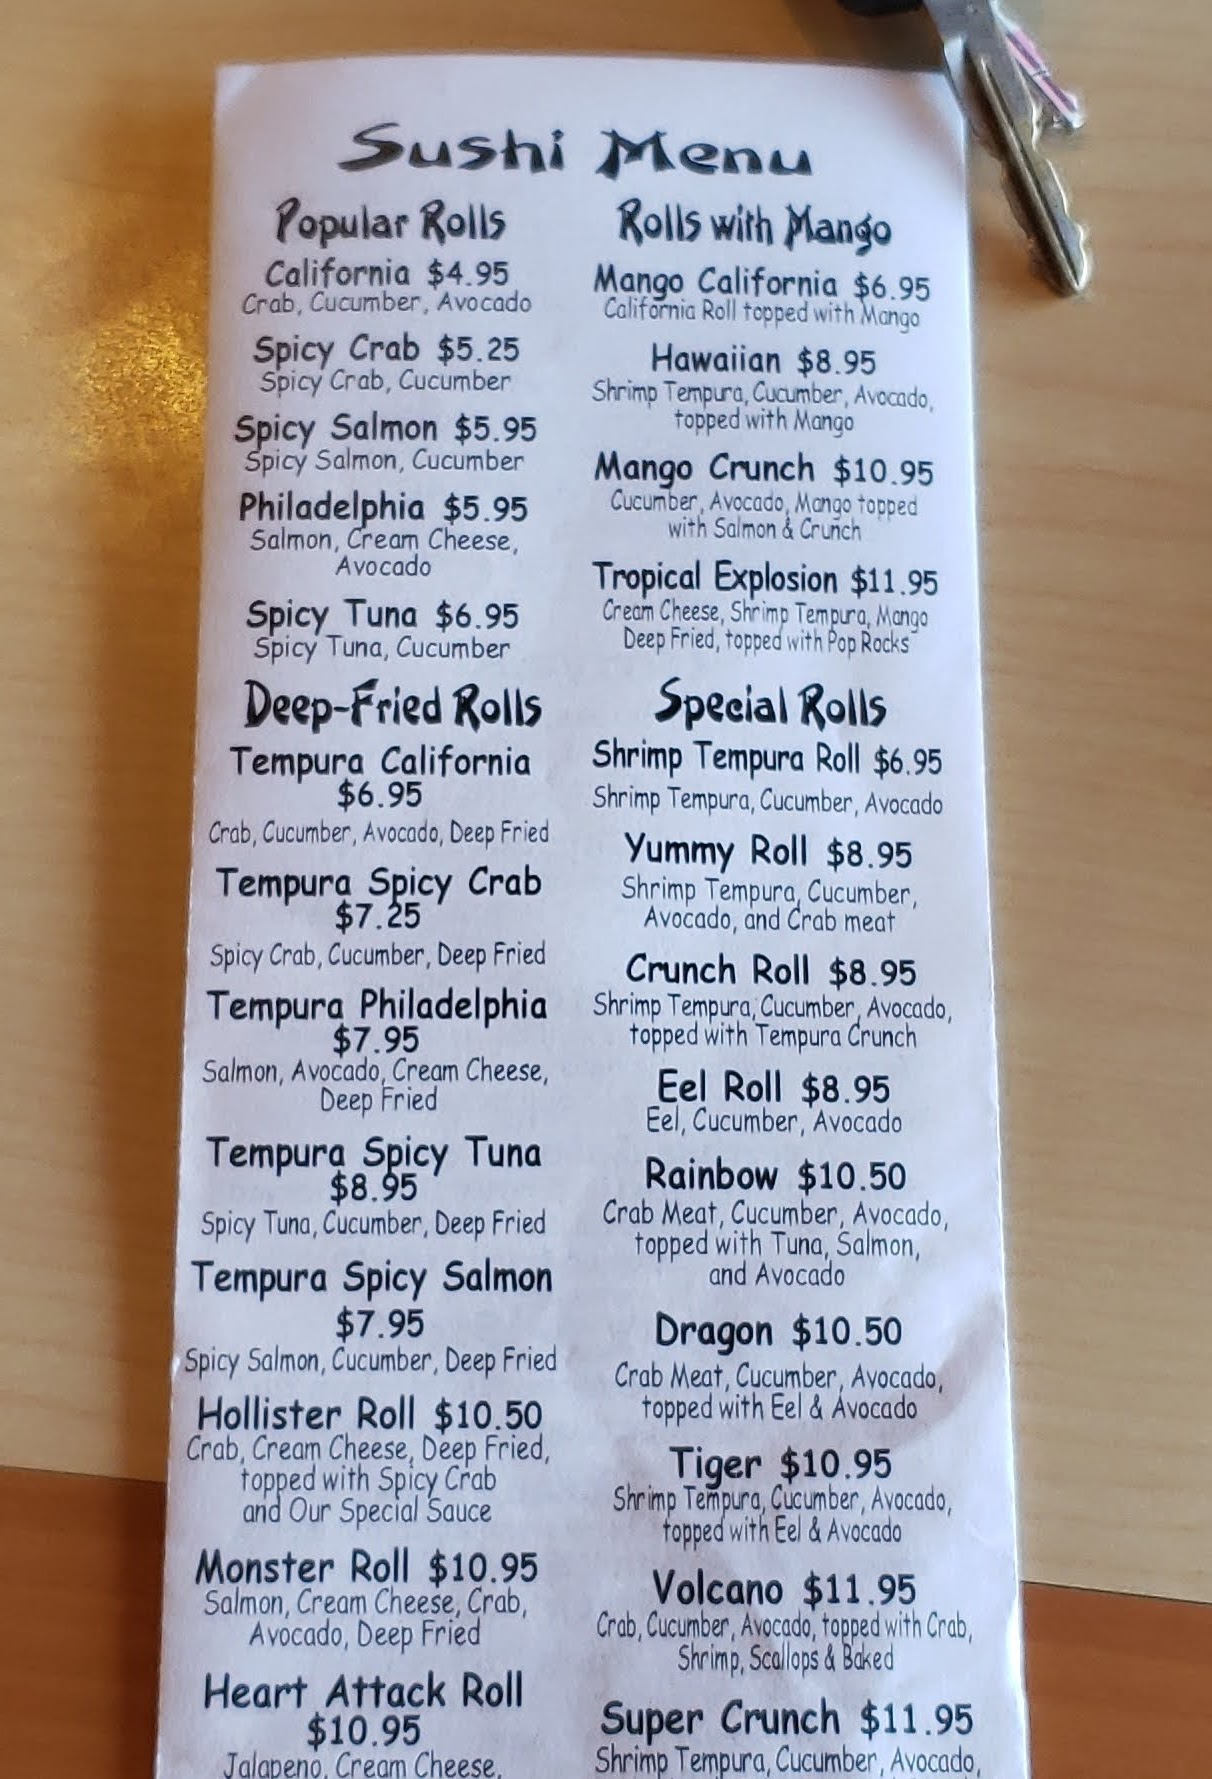 Sushi Menu
Popular Rolls
California $4.95
Crab, Cucumber, Avocado
Spicy Crab $5.25
Spicy Crab, Cucumber
Spicy Salmon $5.95
Spicy Salmon, Cucumber
Philadelphia $5.95
Salmon, Cream Cheese,
Avocado
Spicy Tuna $6.95
Spicy Tuna, Cucumber
Deep-Fried Rolls
Tempura California
$6.95
Crab, Cucumber, Avocado, Deep Fried
Tempura Spicy Crab
$7.25
Spicy Crab, Cucumber, Deep Fried
Tempura Philadelphia
$7.95
Salmon, Avocado, Cream Cheese,
Deep Fried
Tempura Spicy Tuna
$8.95
Spicy Tuna, Cucumber, Deep Fried
Tempura Spicy Salmon
$7.95
Spicy Salmon, Cucumber, Deep Fried
Hollister Roll $10.50
Crab, Cream Cheese, Deep Fried,
topped with Spicy Crab
and Our Special Sauce
Monster Roll $10.95
Salmon, Cream Cheese, Crab,
Avocado, Deep Fried
Heart Attack Roll
$10.95
Jalapeno, Cream Cheese,
Rolls with Mango
Mango California $6.95
California Roll topped with Mango
Hawaiian $8.95
Shrimp Tempura, Cucumber, Avocado,
topped with Mango
Mango Crunch $10.95
Cucumber, Avocado, Mango topped
with Salmon & Crunch
Tropical Explosion $11.95
Cream Cheese, Shrimp Tempura, Mango
Deep Fried, topped with Pop Rocks
Special Rolls
Shrimp Tempura Roll $6.95
Shrimp Tempura, Cucumber, Avocado
Yummy Roll $8.95
Shrimp Tempura, Cucumber,
Avocado, and Crab meat
Crunch Roll $8.95
Shrimp Tempura, Cucumber, Avocado,
topped with Tempura Crunch
Eel Roll $8.95
Eel, Cucumber, Avocado
Rainbow $10.50
Crab Meat, Cucumber, Avocado,
topped with Tuna, Salmon,
and Avocado
Dragon $10.50
Crab Meat, Cucumber, Avocado,
topped with Eel & Avocado
Tiger $10.95
Shrimp Tempura, Cucumber, Avocado,
topped with Eel & Avocado
Volcano $11.95
Crab, Cucumber, Avocado, topped with Crab,
Shrimp, Scallops & Baked
Super Crunch $11.95
Shrimp Tempura, Cucumber, Avocado,